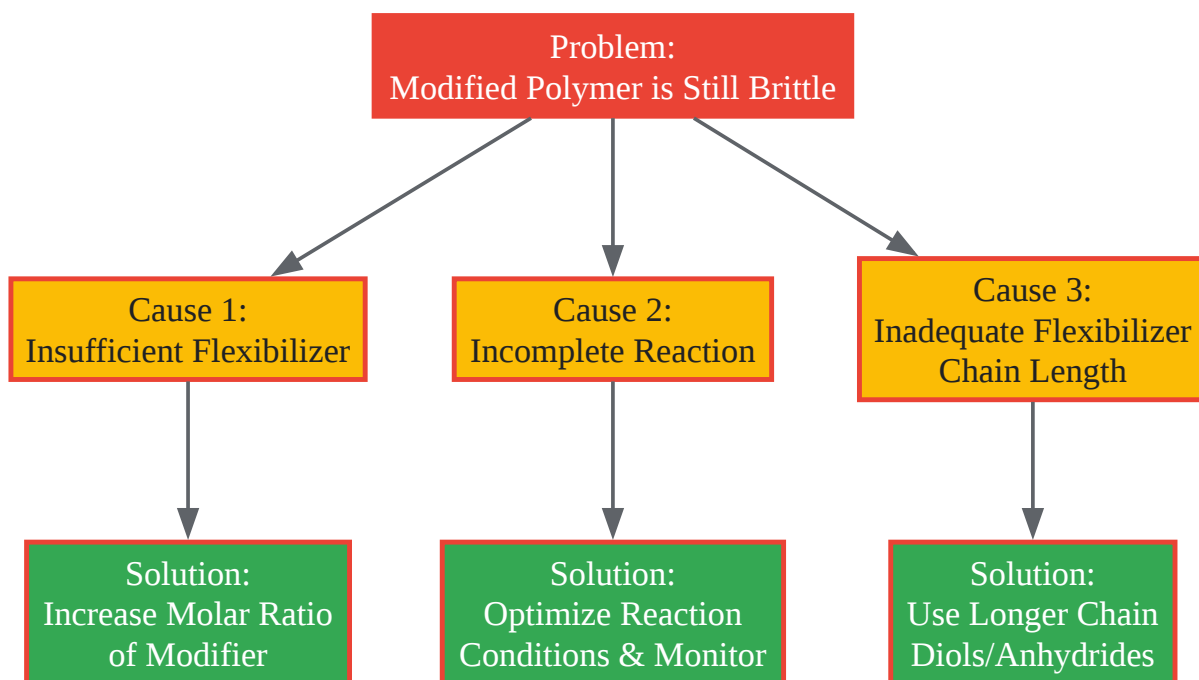 Problem:
Modified Polymer is Still Brittle
Cause 1:
Insufficient Flexibilizer
Cause 2:
Incomplete Reaction
Cause 3:
Inadequate Flexibilizer
Chain Length
Solution:
Increase Molar Ratio
of Modifier
Solution:
Optimize Reaction
Conditions & Monitor
Solution:
Use Longer Chain
Diols/Anhydrides